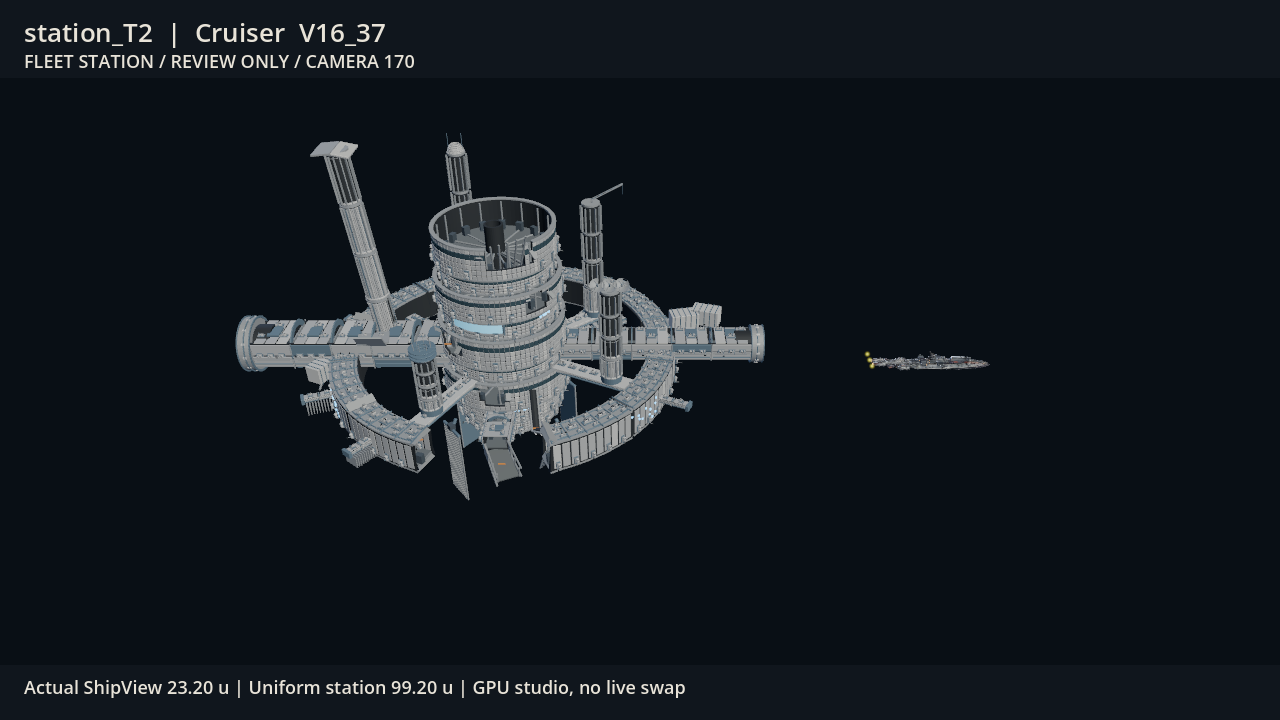 station_T2 | Cruiser V16_37
FLEET STATION / REVIEW ONLY / CAMERA 170
Actual ShipView 23.20 u | Uniform station 99.20 u | GPU studio, no live swap